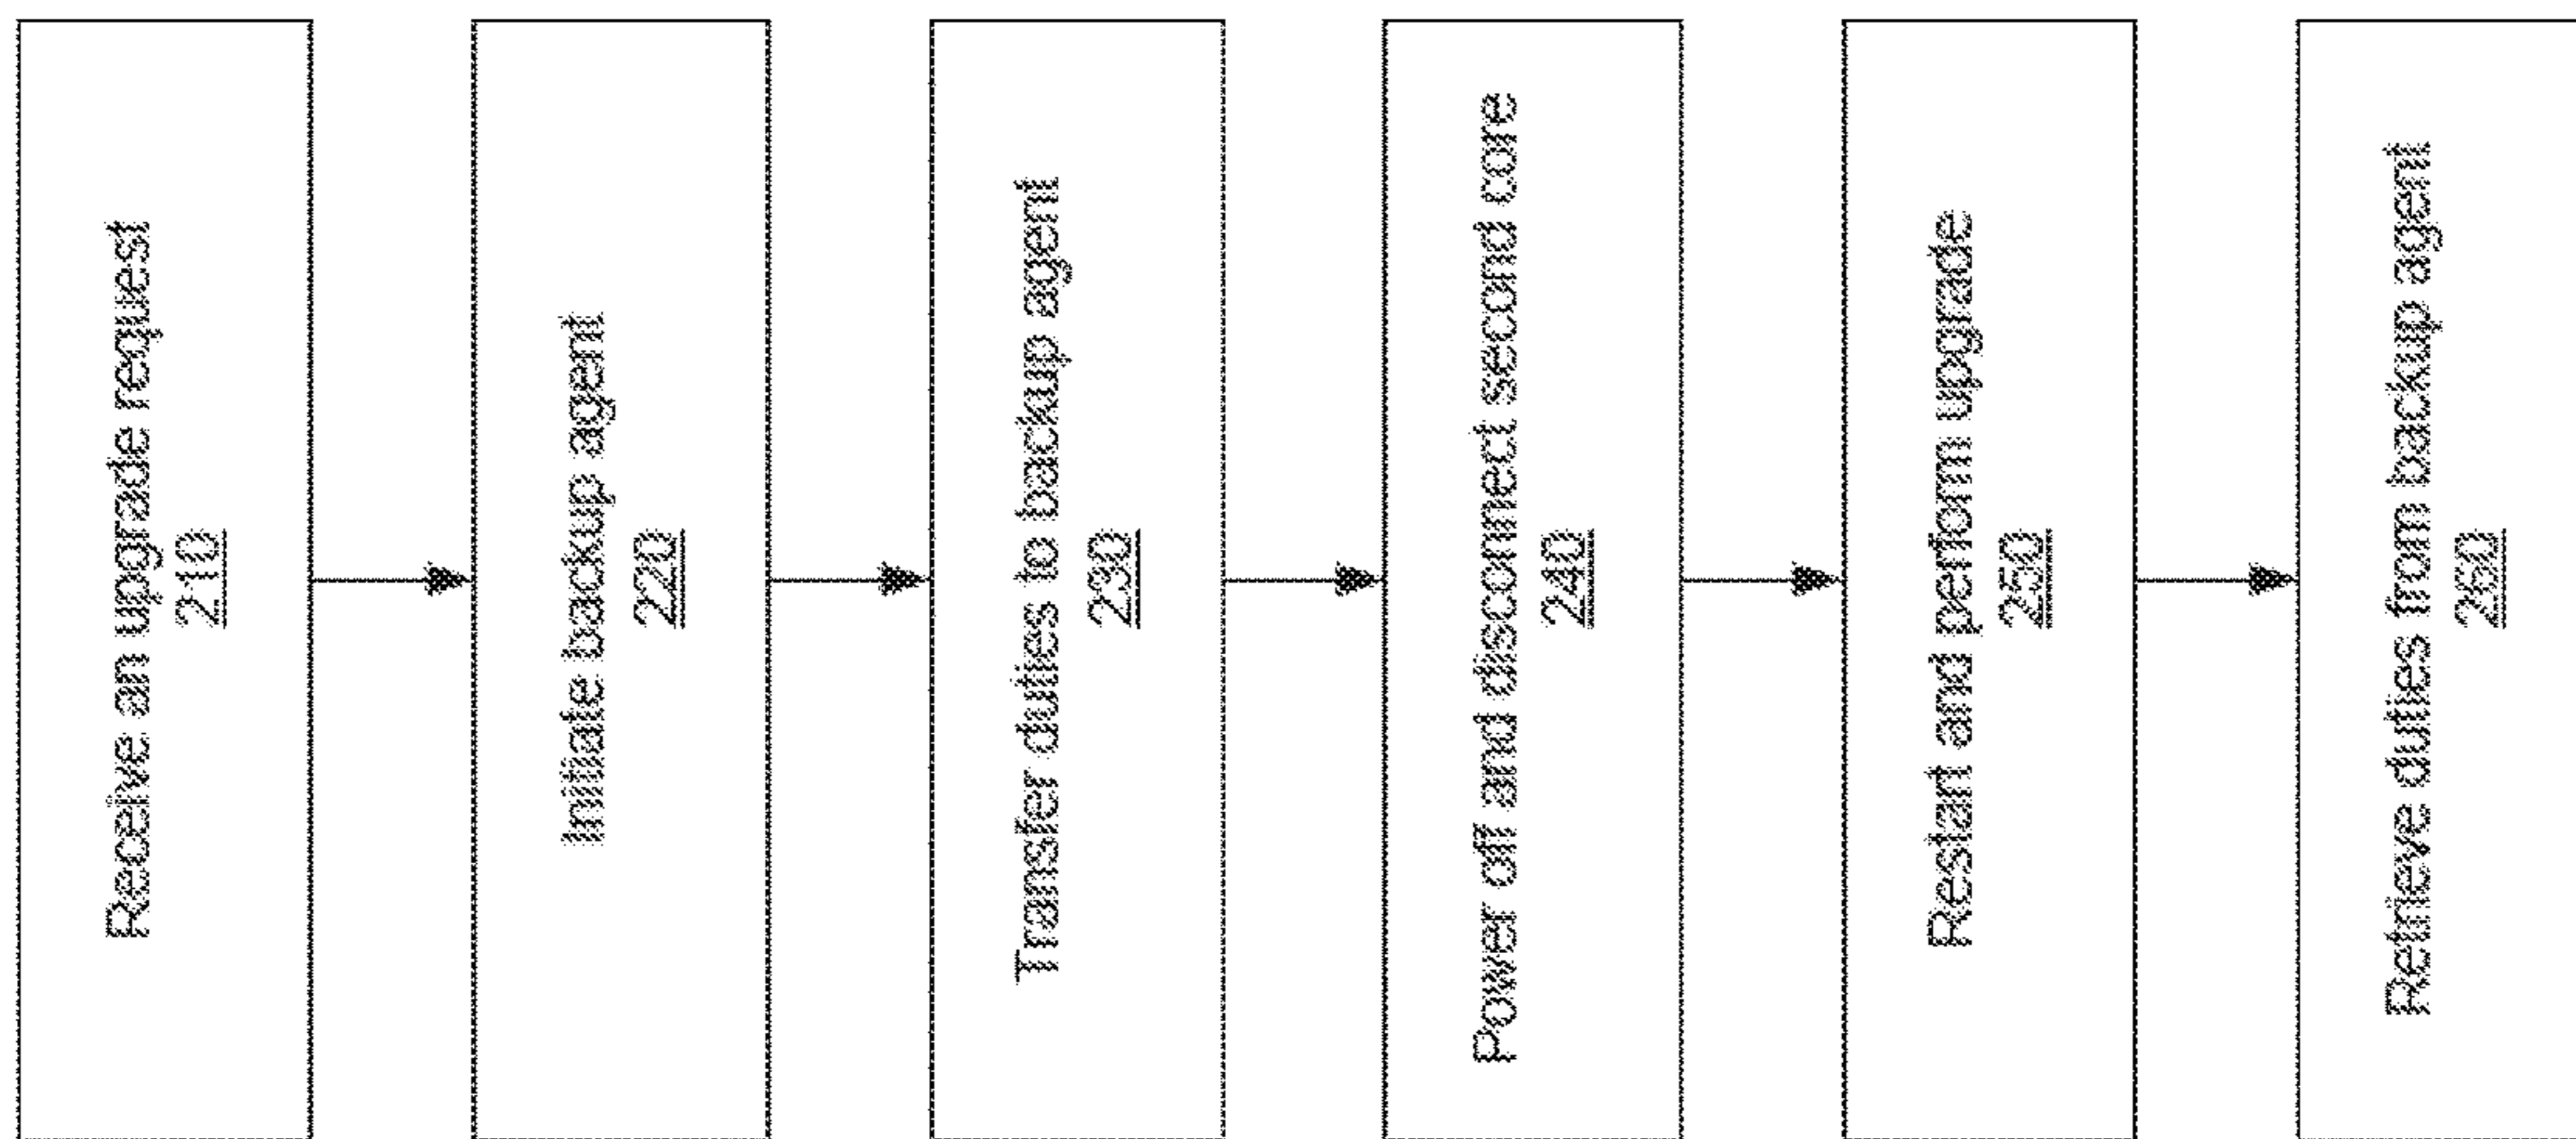 Receive an upgrade request
210
Initiate backup agent
220
Transfer duties to backup agent
230
Power off and disconnect second core
240
Restart and perform upgrade
250
Retrieve duties from backup agent
260